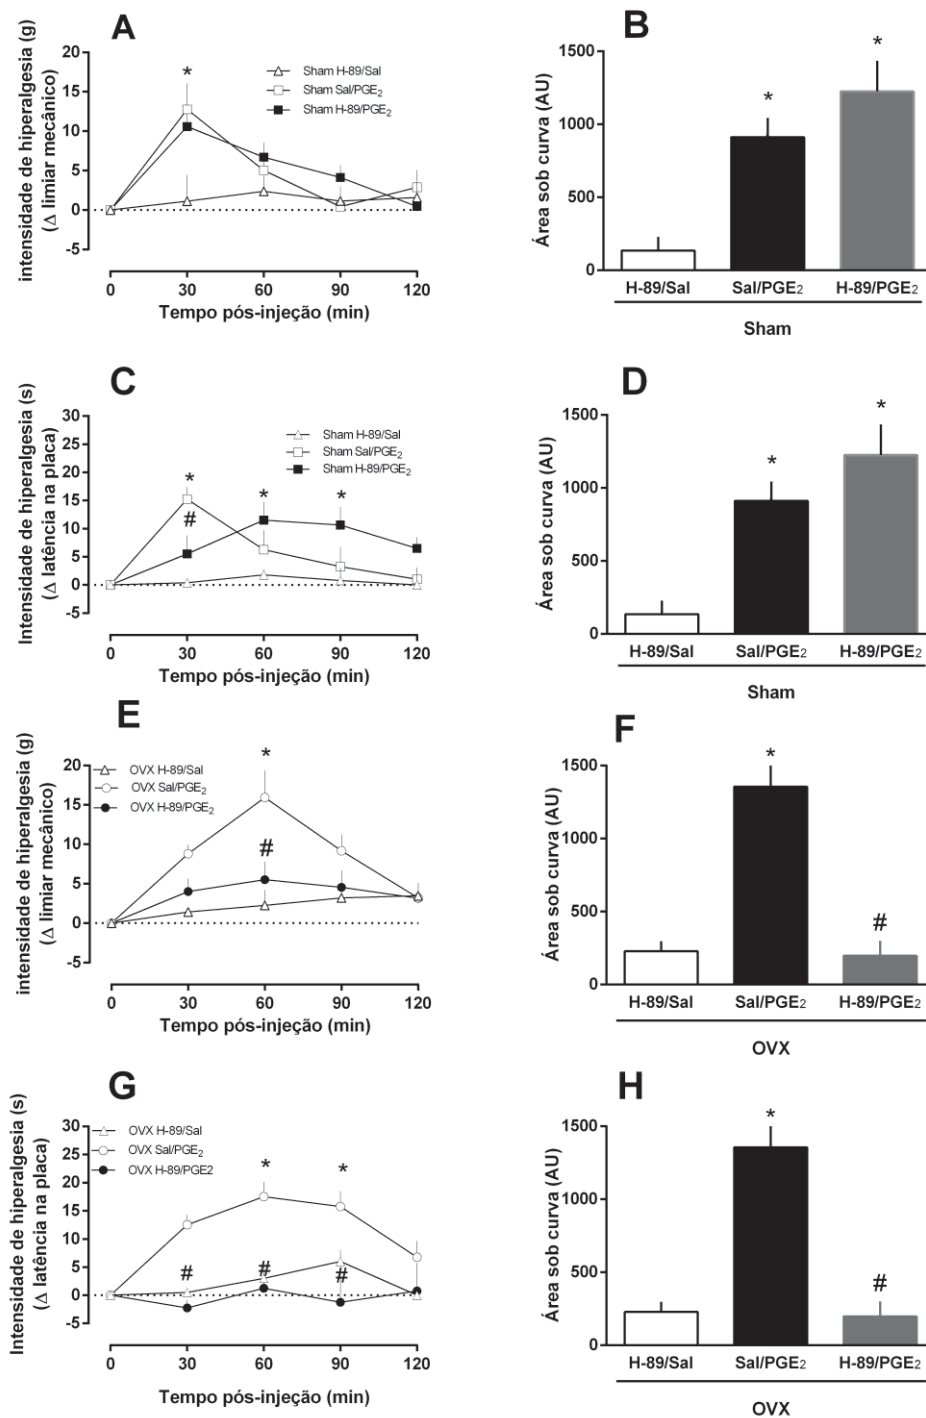 A
intensidade de hiperalgesia (g)
(Δ limiar mecânico)
20
15
10
5
0
-5
*
Sham H-89/Sal
Sham Sal/PGE₂
Sham H-89/PGE₂
0 30 60 90 120
Tempo pós-injeção (min)
B
Área sob curva (AU)
1500
1000
500
0
* *
H-89/Sal Sal/PGE2 H-89/PGE2
Sham
C
Intensidade de hiperalgesia (s)
(Δ latência na placa)
30
25
20
15
10
5
0
-5
Sham H-89/Sal
Sham Sal/PGE₂
Sham H-89/PGE₂
* * *
#
0 30 60 90 120
Tempo pós-injeção (min)
D
Área sob curva (AU)
1500
1000
500
0
* *
H-89/Sal Sal/PGE2 H-89/PGE2
Sham
E
intensidade de hiperalgesia (g)
(Δ limiar mecânico)
20
15
10
5
0
-5
OVX H-89/Sal
OVX Sal/PGE₂
OVX H-89/PGE₂
*
#
0 30 60 90 120
Tempo pós-injeção (min)
F
Área sob curva (AU)
1500
1000
500
0
*
#
H-89/Sal Sal/PGE2 H-89/PGE2
OVX
G
Intensidade de hiperalgesia (s)
(Δ latência na placa)
30
25
20
15
10
5
0
-5
OVX H-89/Sal
OVX Sal/PGE₂
OVX H-89/PGE2
* *
# # #
0 30 60 90 120
Tempo pós-injeção (min)
H
Área sob curva (AU)
1500
1000
500
0
*
#
H-89/Sal Sal/PGE2 H-89/PGE2
OVX